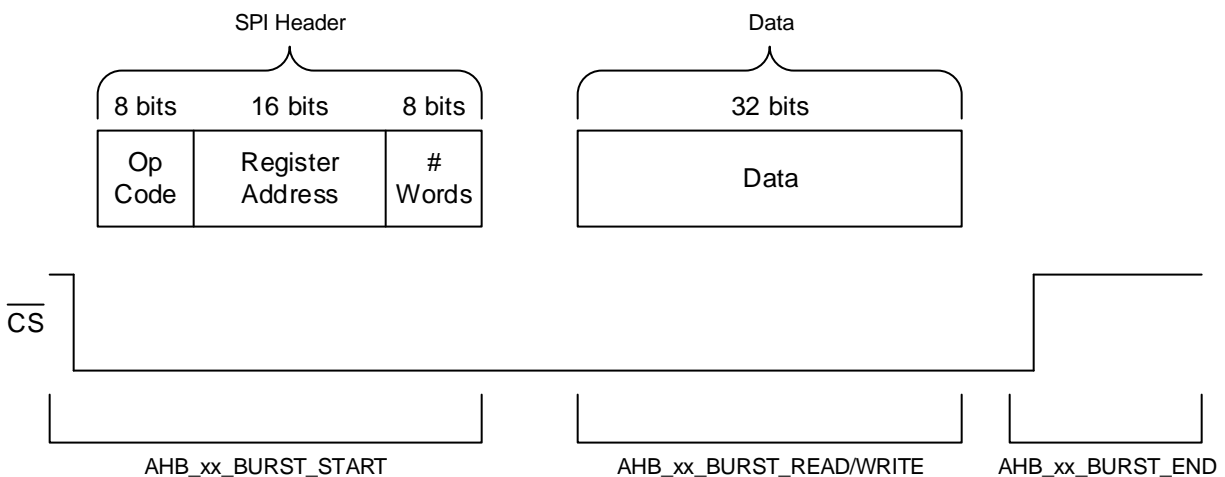 SPI Header
Data
8 bits
16 bits
8 bits
32 bits
Op
Code
Register
Address
#
Words
Data
CS
AHB_xx_BURST_START
AHB_xx_BURST_READ/WRITE
AHB_xx_BURST_END